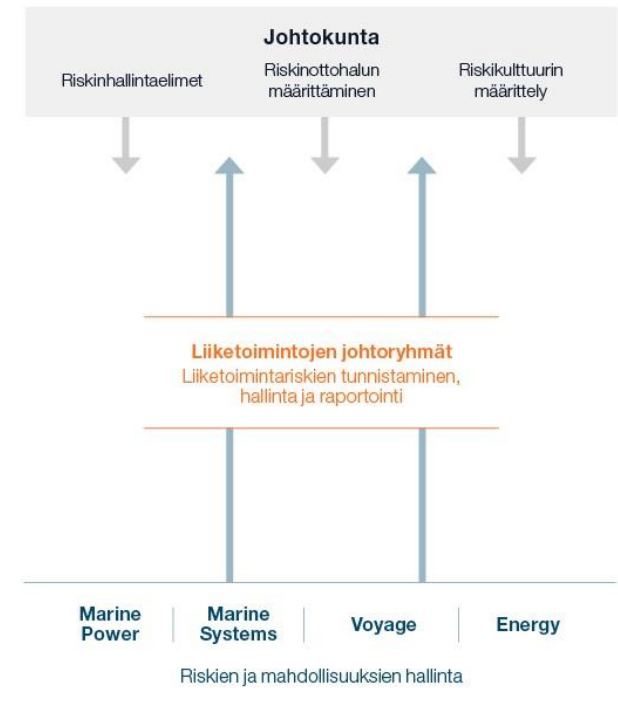 Johtokunta
Riskinhallintaelimet
Riskinottohalun
määrittäminen
Riskikulttuurin
määrittely
Liiketoimintojen johtoryhmät
Liiketoimintariskien tunnistaminen,
hallinta ja raportointi
Marine
Power
Marine
Systems
Voyage
Energy
Riskien ja mahdollisuuksien hallinta